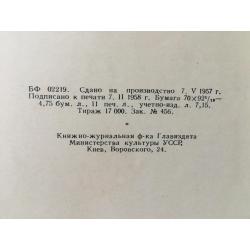 БФ 02219. Сдано на производство 7, V 1957 г.
Подписано к печати 7, II 1958 г. Бумага 70×92¹/₁₆—
4,75 бум. л., 11 печ. л., учетно-изд. л. 7,15.
Тираж 17 000. Зак. № 456.
*
Книжно-журнальная ф-ка Главиздата
Министерства культуры УССР,
Киев, Воровского, 24.